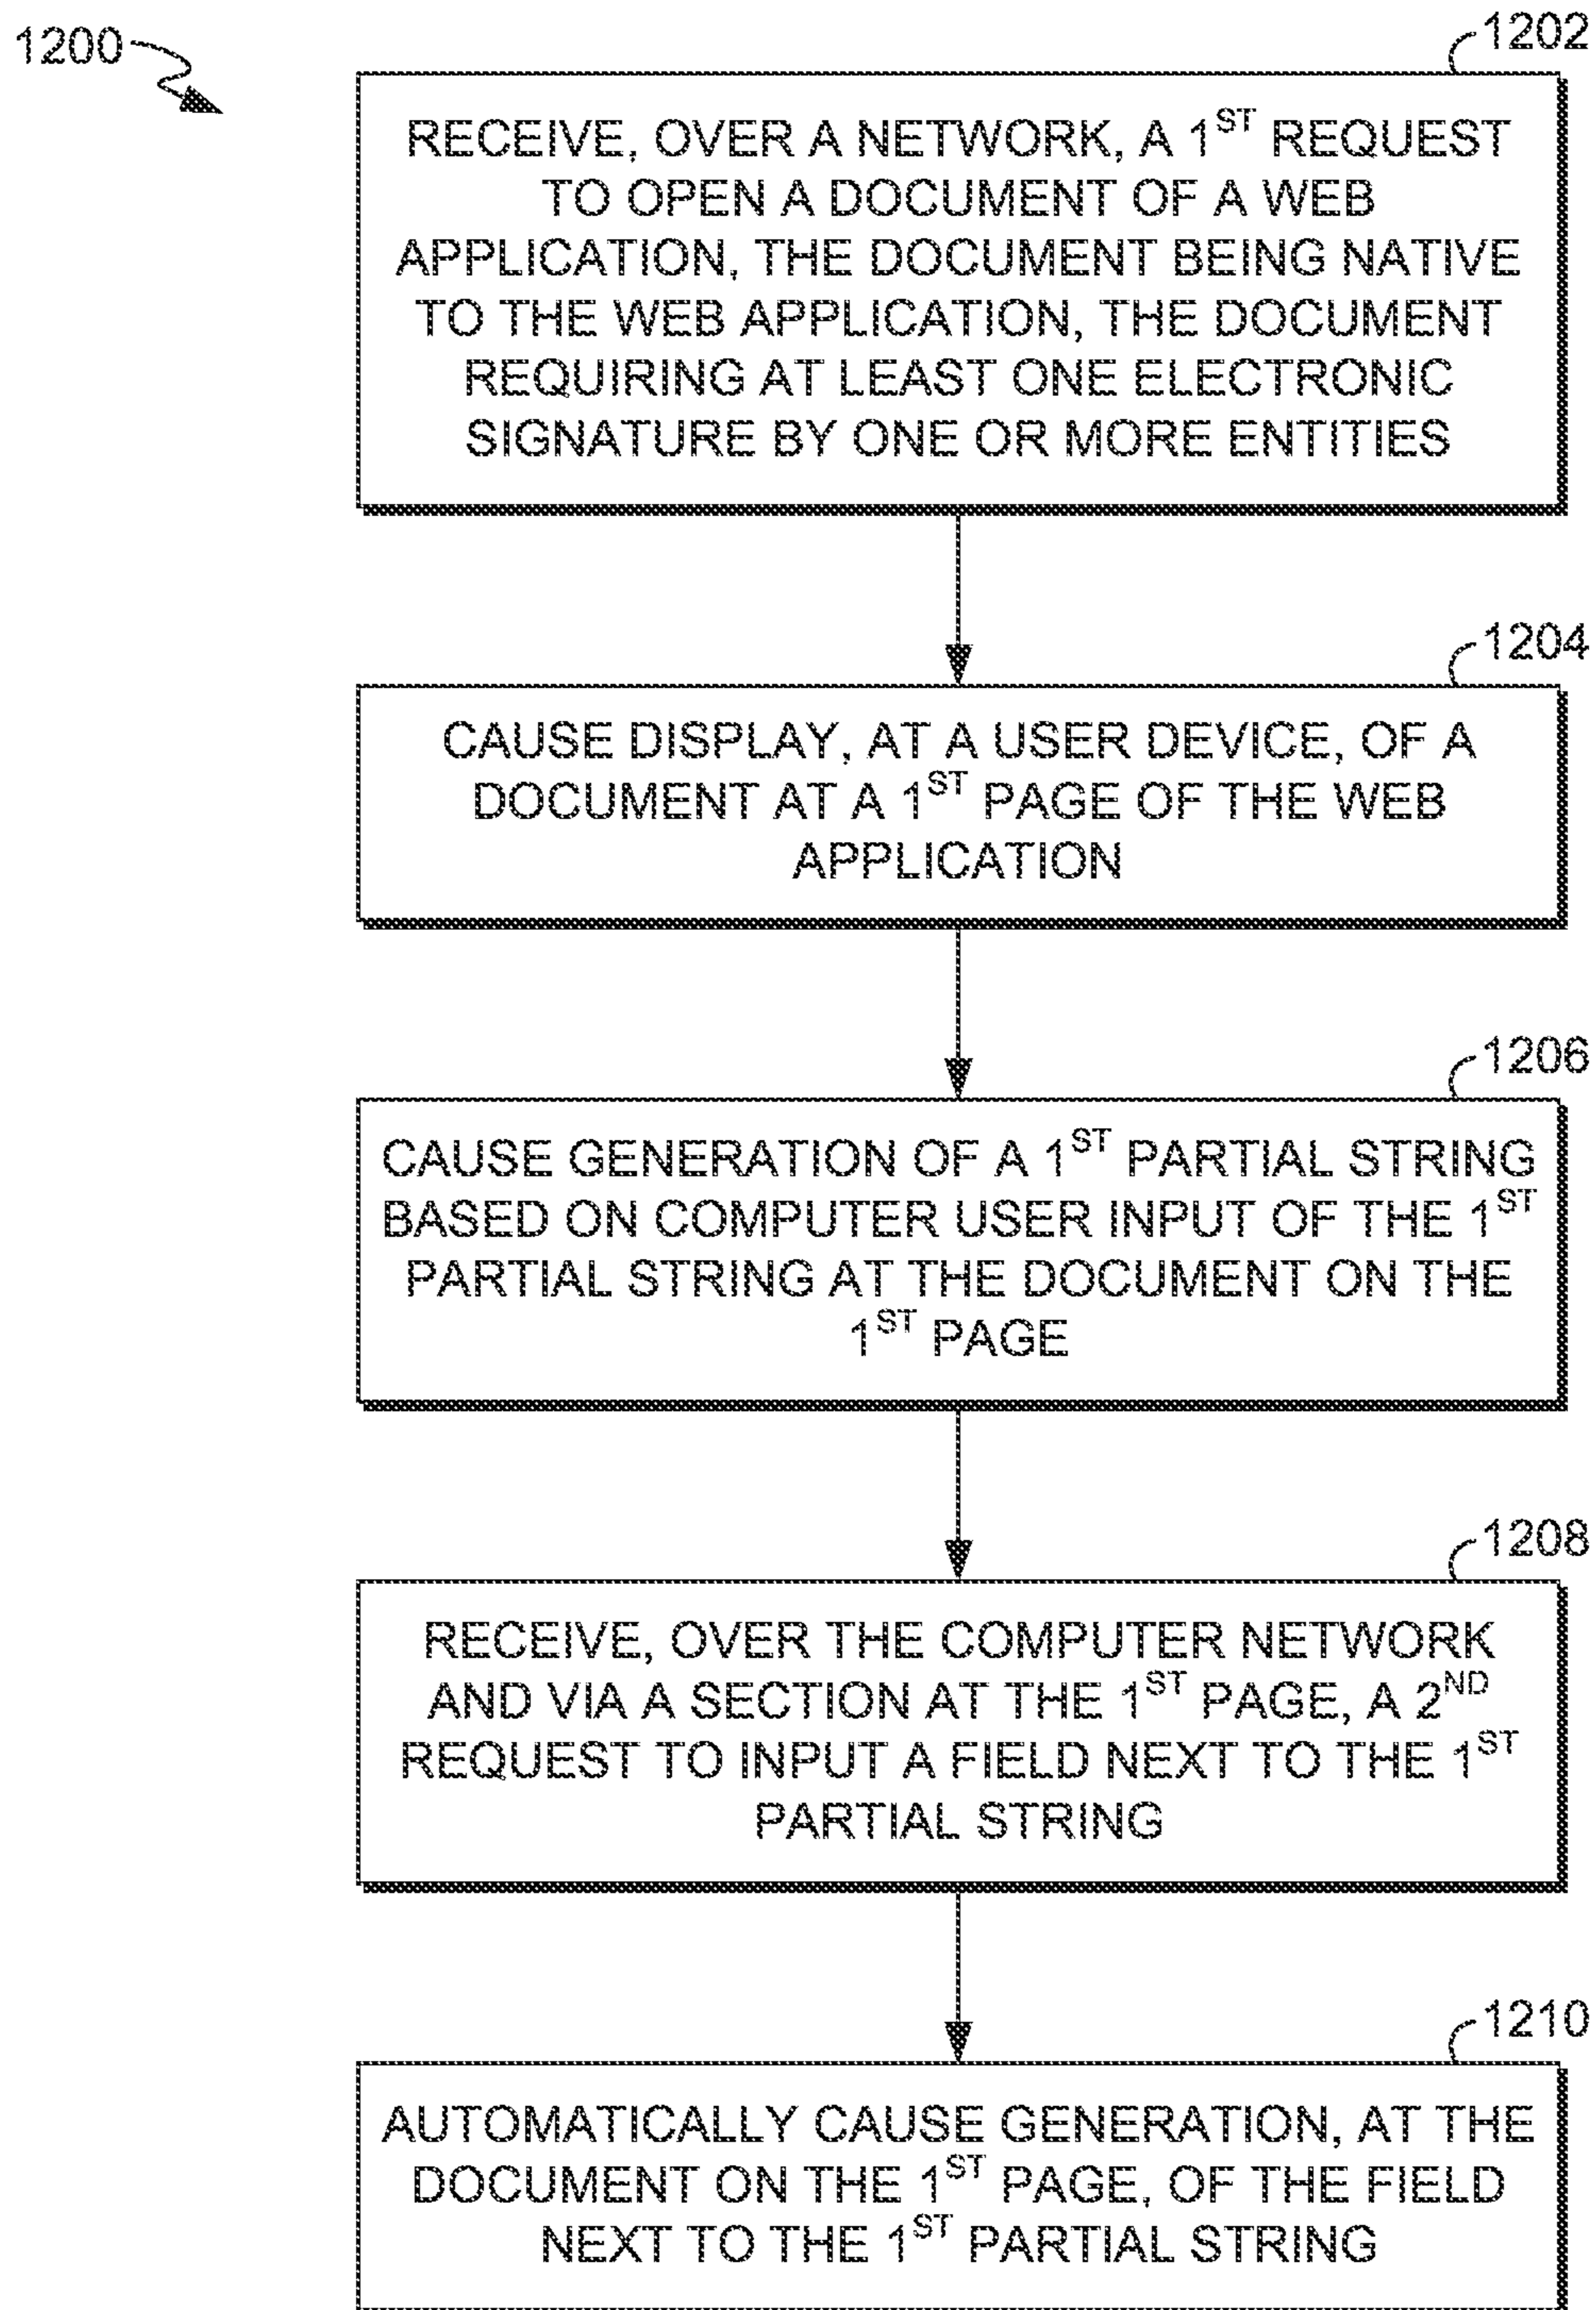 1200
1202
RECEIVE, OVER A NETWORK, A 1ST REQUEST
TO OPEN A DOCUMENT OF A WEB
APPLICATION, THE DOCUMENT BEING NATIVE
TO THE WEB APPLICATION, THE DOCUMENT
REQUIRING AT LEAST ONE ELECTRONIC
SIGNATURE BY ONE OR MORE ENTITIES
1204
CAUSE DISPLAY, AT A USER DEVICE, OF A
DOCUMENT AT A 1ST PAGE OF THE WEB
APPLICATION
1206
CAUSE GENERATION OF A 1ST PARTIAL STRING
BASED ON COMPUTER USER INPUT OF THE 1ST
PARTIAL STRING AT THE DOCUMENT ON THE
1ST PAGE
1208
RECEIVE, OVER THE COMPUTER NETWORK
AND VIA A SECTION AT THE 1ST PAGE, A 2ND
REQUEST TO INPUT A FIELD NEXT TO THE 1ST
PARTIAL STRING
1210
AUTOMATICALLY CAUSE GENERATION, AT THE
DOCUMENT ON THE 1ST PAGE, OF THE FIELD
NEXT TO THE 1ST PARTIAL STRING